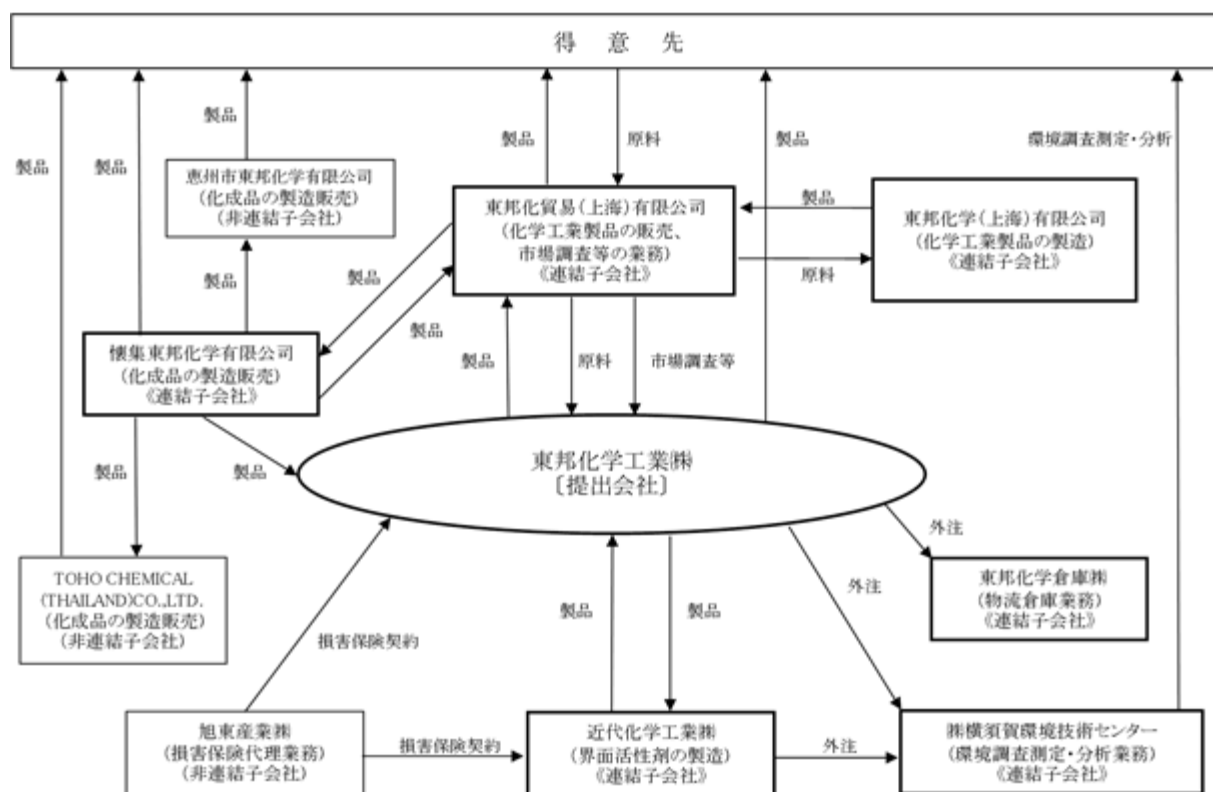 得 意 先
製品
製品
製品
製品
原料
製品
環境調査測定・分析
恵州市東邦化学有限公司
(化成品の製造販売)
(非連結子会社)
東邦化貿易(上海)有限公司
(化学工業製品の販売、
市場調査等の業務)
《連結子会社》
製品
原料
東邦化学(上海)有限公司
(化学工業製品の製造)
《連結子会社》
製品
製品
製品
懐集東邦化学有限公司
(化成品の製造販売)
《連結子会社》
製品
原料
市場調査等
製品
製品
東邦化学工業㈱
〔提出会社〕
TOHO CHEMICAL
(THAILAND)CO.,LTD.
(化成品の製造販売)
(非連結子会社)
損害保険契約
製品
製品
外注
外注
東邦化学倉庫㈱
(物流倉庫業務)
《連結子会社》
旭東産業㈱
(損害保険代理業務)
(非連結子会社)
損害保険契約
近代化学工業㈱
(界面活性剤の製造)
《連結子会社》
外注
㈱横須賀環境技術センター
(環境調査測定・分析業務)
《連結子会社》